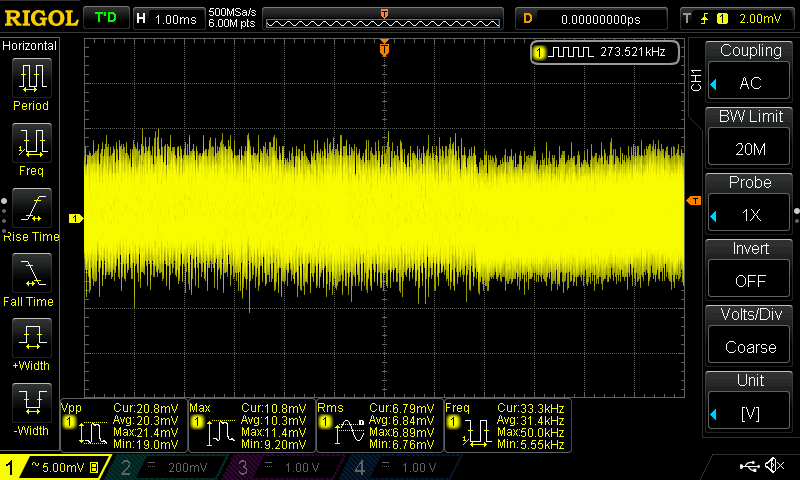 RIGOL T'D H 1.00ms 500MSa/s 6.00M pts T D 0.00000000ps T 1 2.00mV
Horizontal
Period
Freq
Rise Time
Fall Time
+Width
-Width
T
1 273.521kHz
1
T
CH1
Coupling
AC
BW Limit
20M
Probe
1X
Invert
OFF
Volts/Div
Coarse
Unit
[V]
Vpp
1
Cur:20.8mV
Avg:20.3mV
Max:21.4mV
Min:19.0mV
Max
1
Cur:10.8mV
Avg:10.3mV
Max:11.4mV
Min:9.20mV
Rms
1
Cur:6.79mV
Avg:6.84mV
Max:6.89mV
Min:6.76mV
Freq
1
Cur:33.3kHz
Avg:31.4kHz
Max:50.0kHz
Min:5.55kHz
1 ~ 5.00mV B 2 200mV 3 1.00 V 4 1.00 V